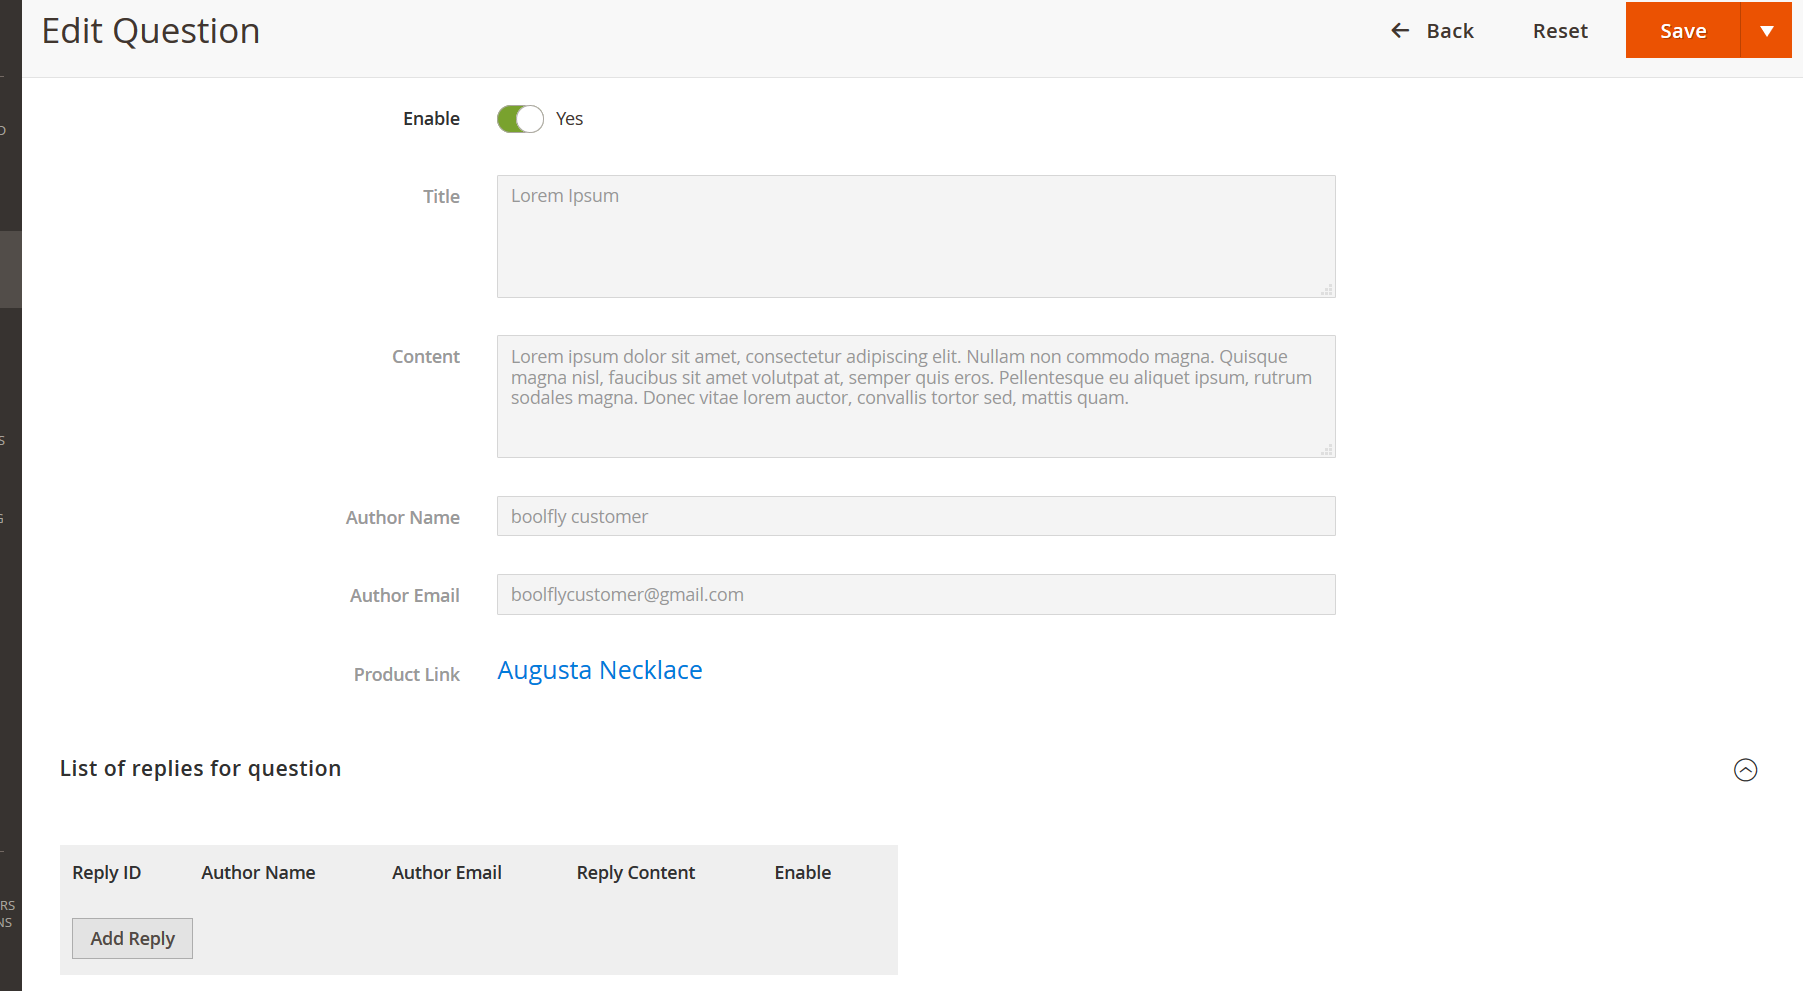 Edit Question
Back
Reset
Save
Enable
Yes
Title
Lorem Ipsum
Content
Lorem ipsum dolor sit amet, consectetur adipiscing elit. Nullam non commodo magna. Quisque
magna nisl, faucibus sit amet volutpat at, semper quis eros. Pellentesque eu aliquet ipsum, rutrum
sodales magna. Donec vitae lorem auctor, convallis tortor sed, mattis quam.
Author Name
boolfly customer
Author Email
boolflycustomer@gmail.com
Product Link
Augusta Necklace
List of replies for question
Reply ID Author Name Author Email Reply Content Enable
Add Reply